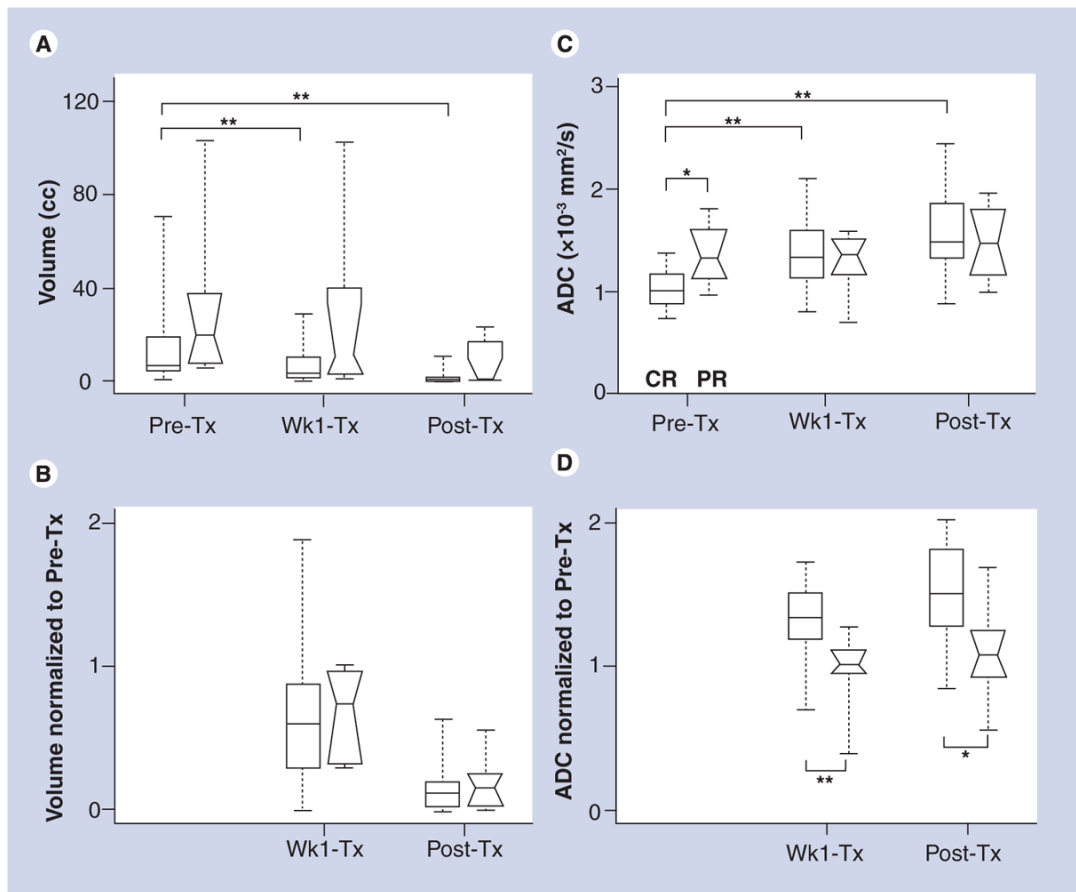 A
Volume (cc)
120
80
40
0
**
**
Pre-Tx Wk1-Tx Post-Tx
C
ADC (×10⁻³ mm²/s)
3
2
1
0
**
**
*
CR PR
Pre-Tx Wk1-Tx Post-Tx
B
Volume normalized to Pre-Tx
2
1
0
Wk1-Tx Post-Tx
D
ADC normalized to Pre-Tx
2
1
0
**
*
Wk1-Tx Post-Tx